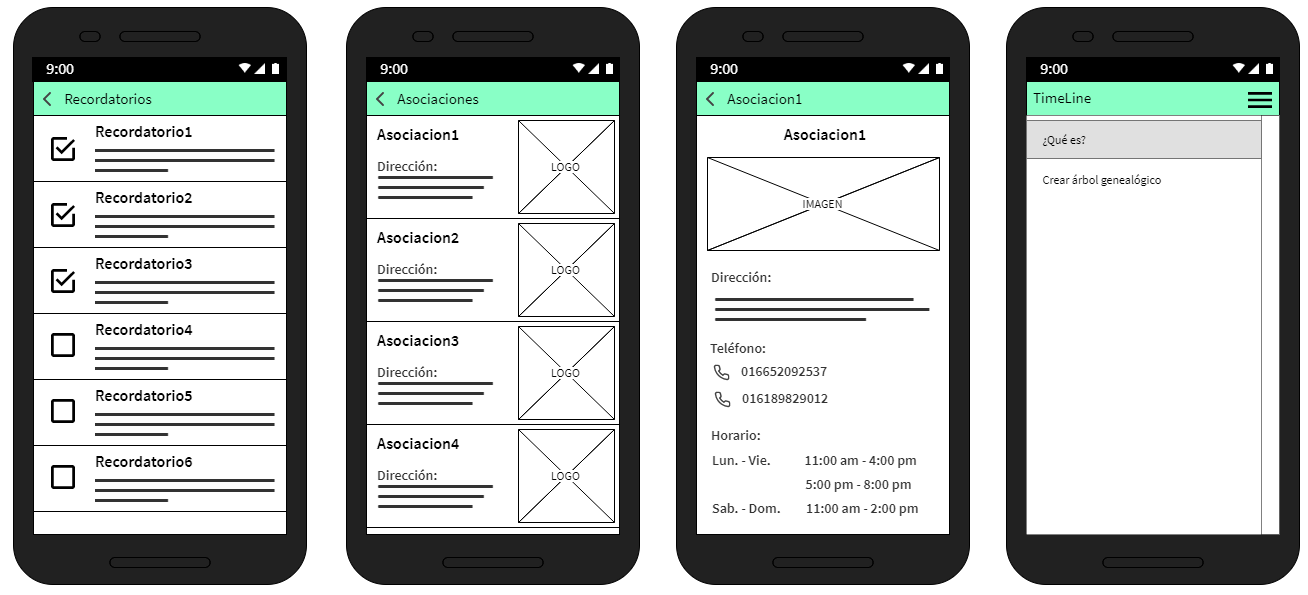 9:00
Recordatorios
Recordatorio1
Recordatorio2
Recordatorio3
Recordatorio4
Recordatorio5
Recordatorio6
9:00
Asociaciones
Asociacion1
Dirección:
LOGO
Asociacion2
Dirección:
LOGO
Asociacion3
Dirección:
LOGO
Asociacion4
Dirección:
LOGO
9:00
Asociacion1
Asociacion1
IMAGEN
Dirección:
Teléfono:
016652092537
016189829012
Horario:
Lun. - Vie. 11:00 am - 4:00 pm
5:00 pm - 8:00 pm
Sab. - Dom. 11:00 am - 2:00 pm
9:00
TimeLine
¿Qué es?
Crear árbol genealógico